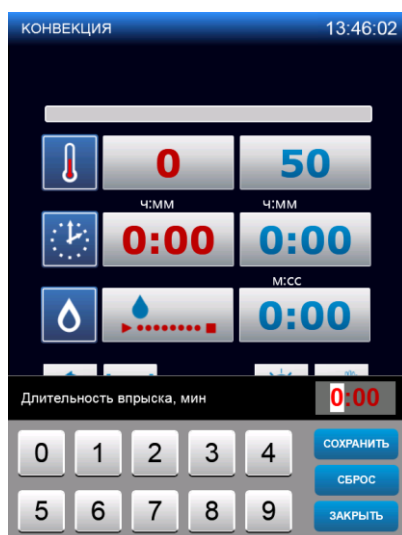 КОНВЕКЦИЯ 13:46:02
0 50
ч:мм ч:мм
0:00 0:00
м:сс
0:00
Длительность впрыска, мин 0:00
0 1 2 3 4 СОХРАНИТЬ
СБРОС
5 6 7 8 9 ЗАКРЫТЬ